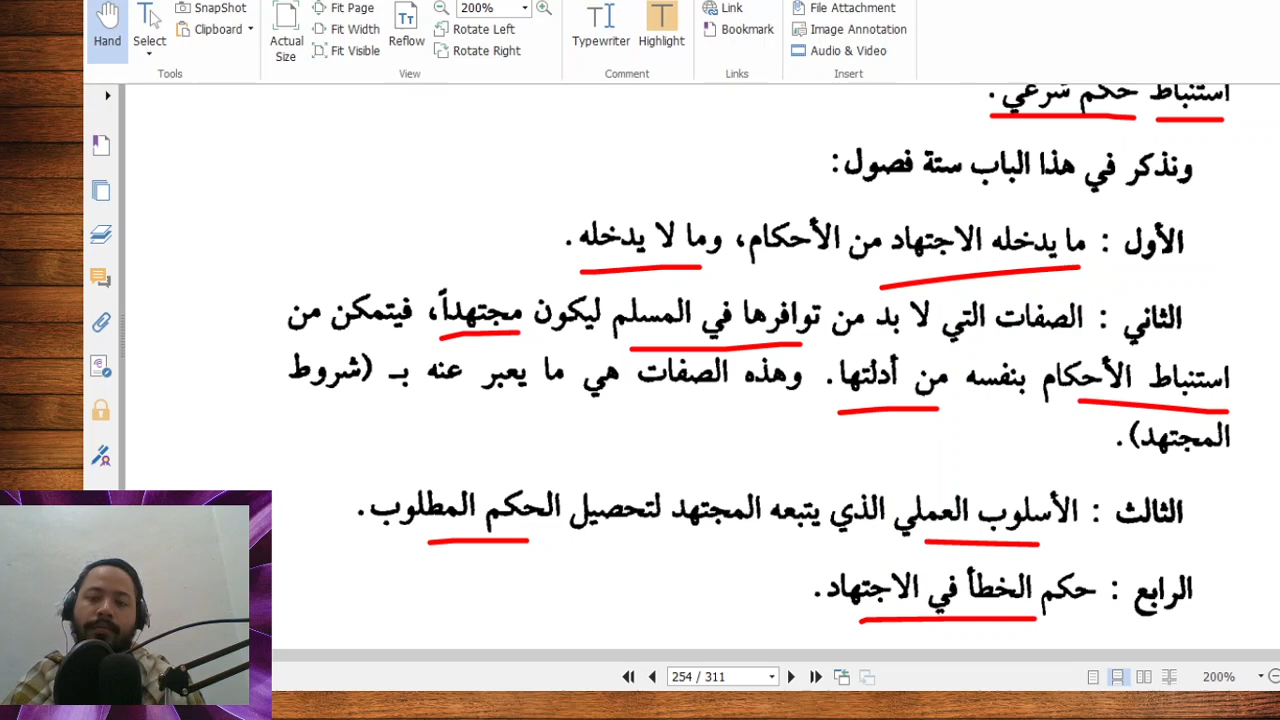 Hand
Select
SnapShot
Clipboard
Tools
Actual Size
Fit Page
Fit Width
Fit Visible
Reflow
200%
Rotate Left
Rotate Right
View
Typewriter
Highlight
Comment
Link
Bookmark
Links
File Attachment
Image Annotation
Audio & Video
Insert
استنباط حكم شرعي .
ونذكر في هذا الباب ستة فصول:
الأول : ما يدخله الاجتهاد من الأحكام، وما لا يدخله .
الثاني : الصفات التي لا بد من توافرها في المسلم ليكون مجتهداً، فيتمكن من
استنباط الأحكام بنفسه من أدلتها . وهذه الصفات هي ما يعبر عنه بـ (شروط
المجتهد) .
الثالث : الأسلوب العملي الذي يتبعه المجتهد لتحصيل الحكم المطلوب .
الرابع : حكم الخطأ في الاجتهاد .
254 / 311
200%